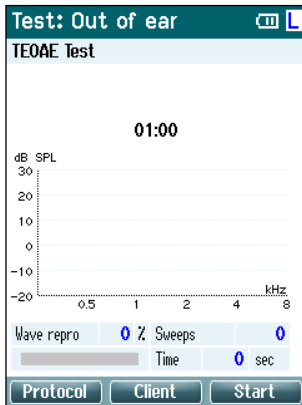 Test: Out of ear L
TEOAE Test
01:00
dB SPL
30
20
10
0
-10
-20
kHz
0.5 1 2 4 8
Wave repro 0 % Sweeps 0
Time 0 sec
Protocol Client Start